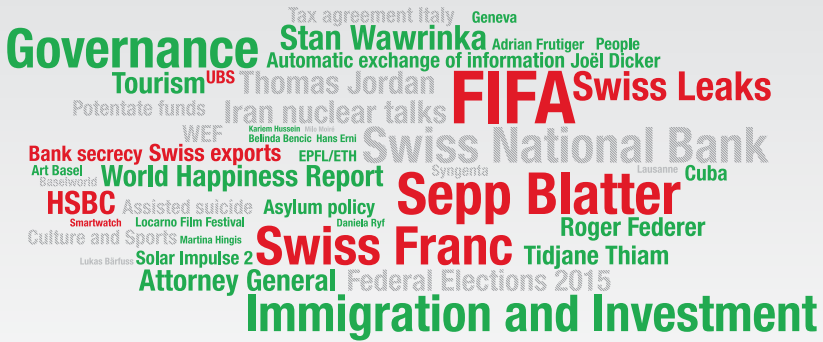 Tax agreement Italy Geneva
Governance Stan Wawrinka Adrian Frutiger People
Automatic exchange of information Joël Dicker
Tourism UBS Thomas Jordan FIFA Swiss Leaks
Potentate funds Iran nuclear talks
WEF Kariem Hussein Mile Moiré
Belinda Bencic Hans Erni Swiss National Bank
Bank secrecy Swiss exports EPFL/ETH
Art Basel World Happiness Report Syngenta Lausanne Cuba
Baselworld
HSBC Assisted suicide Asylum policy Sepp Blatter
Smartwatch Locarno Film Festival Daniela Ryf Roger Federer
Culture and Sports Martina Hingis Swiss Franc Tidjane Thiam
Lukas Bärfuss Solar Impulse 2
Attorney General Federal Elections 2015
Immigration and Investment